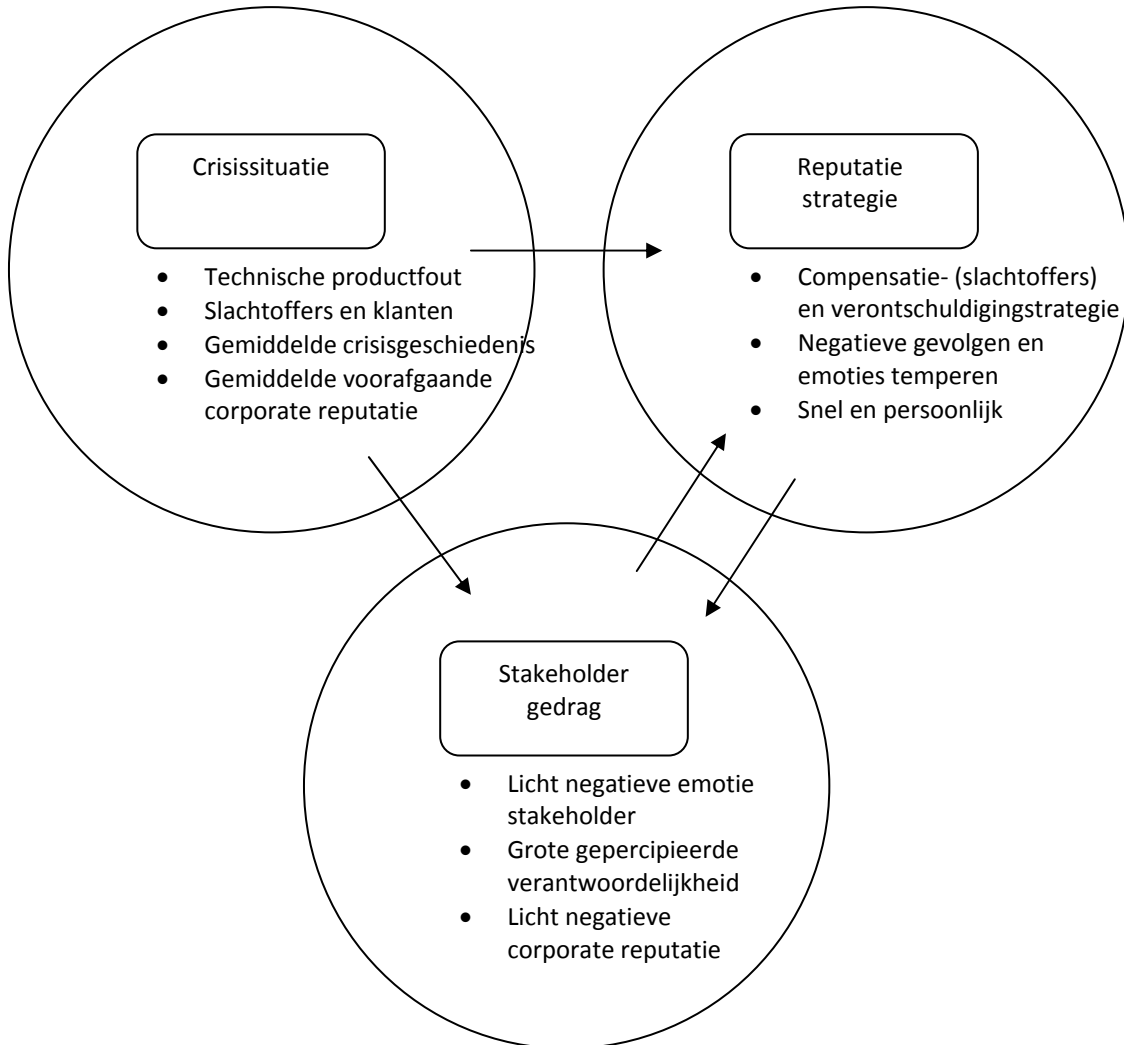 Crisissituatie
• Technische productfout
• Slachtoffers en klanten
• Gemiddelde crisisgeschiedenis
• Gemiddelde voorafgaande
corporate reputatie
Reputatie
strategie
• Compensatie- (slachtoffers)
en verontschuldigingstrategie
• Negatieve gevolgen en
emoties temperen
• Snel en persoonlijk
Stakeholder
gedrag
• Licht negatieve emotie
stakeholder
• Grote gepercipieerde
verantwoordelijkheid
• Licht negatieve
corporate reputatie